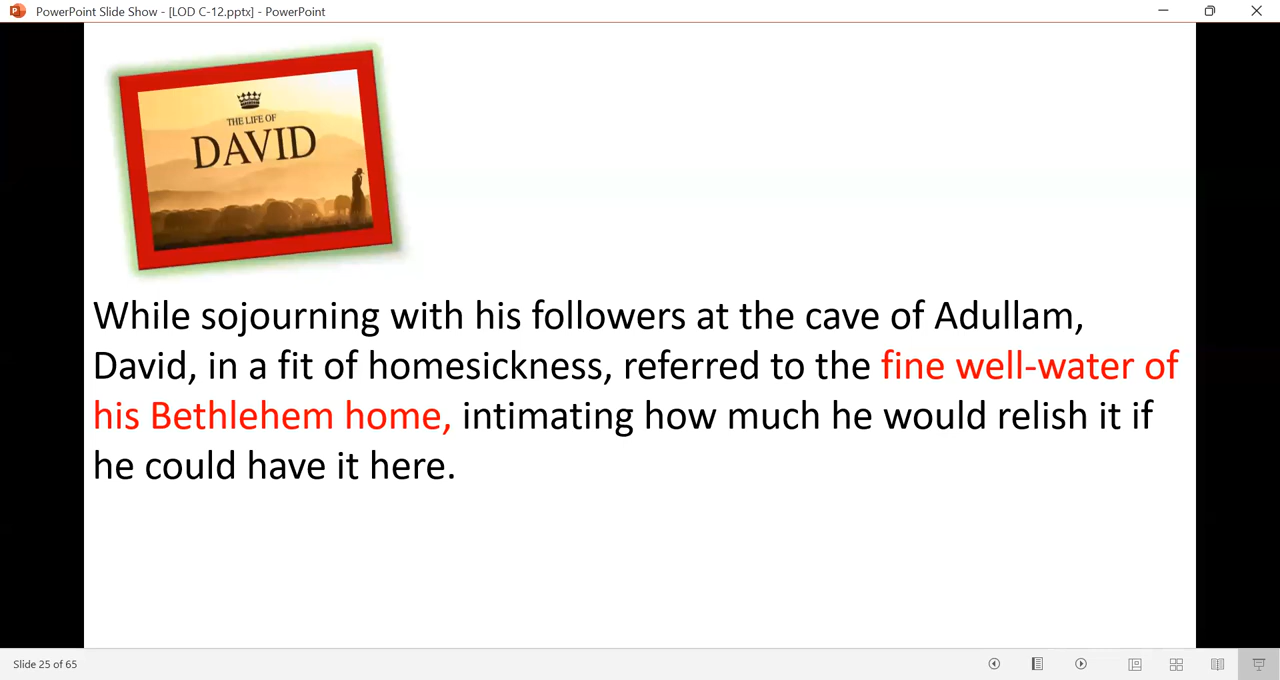 PowerPoint Slide Show - [LOD C-12.pptx] - PowerPoint
THE LIFE OF
DAVID
While sojourning with his followers at the cave of Adullam,
David, in a fit of homesickness, referred to the fine well-water of
his Bethlehem home, intimating how much he would relish it if
he could have it here.
Slide 25 of 65